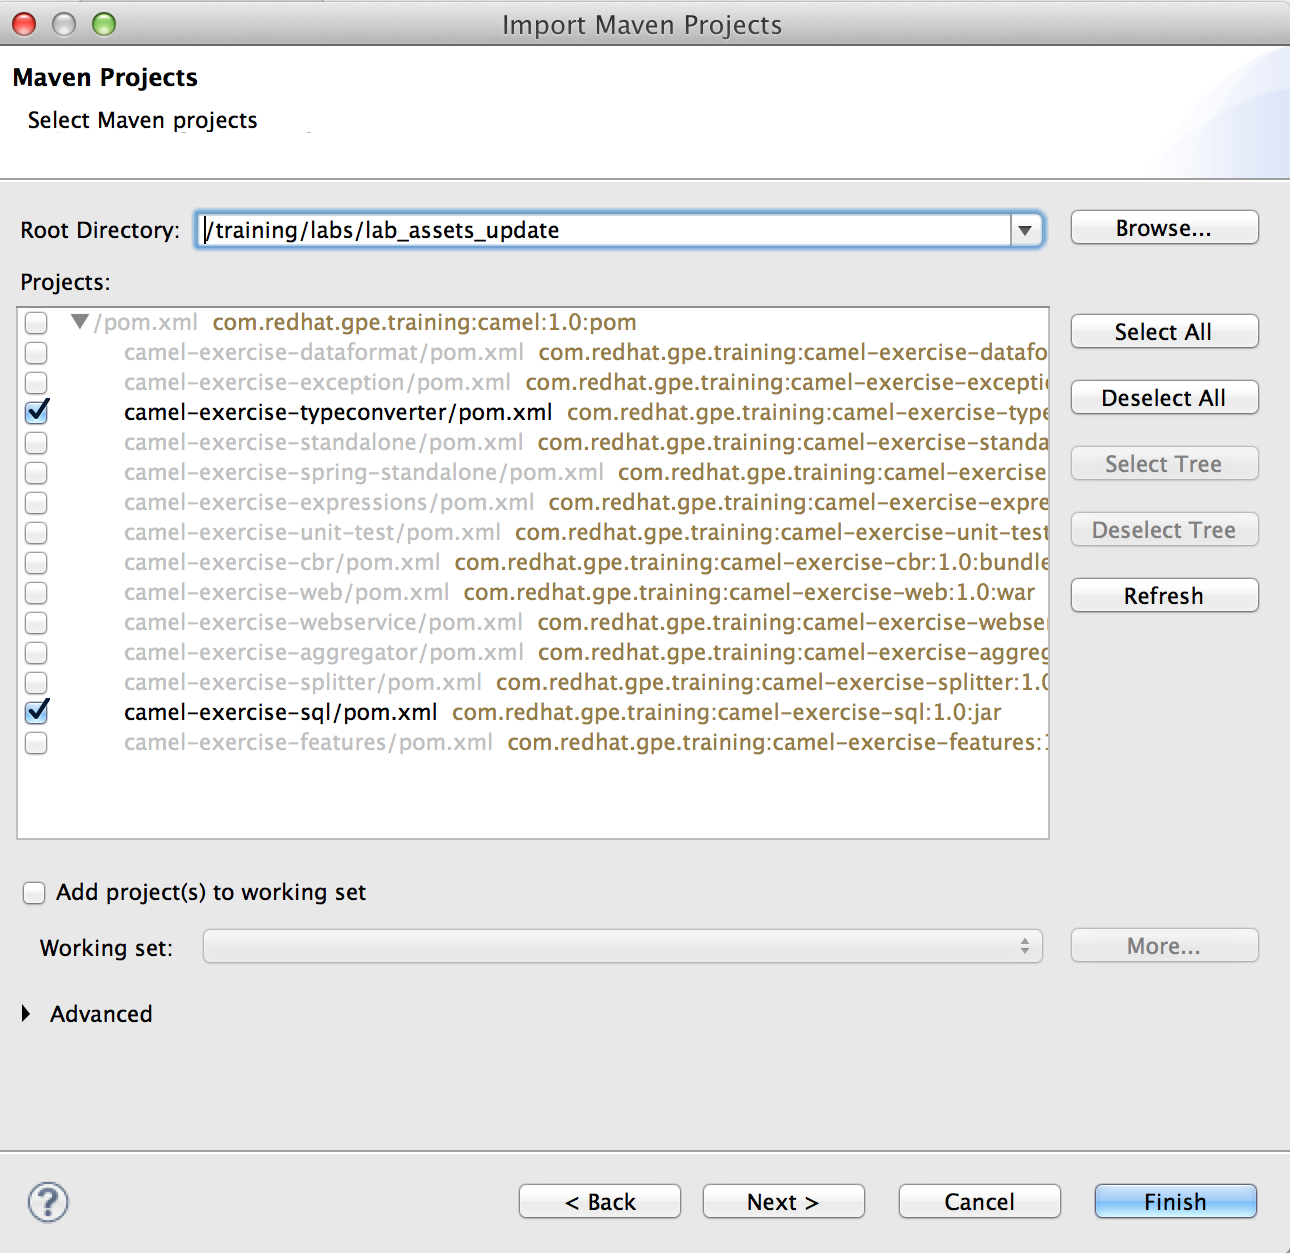 Import Maven Projects
Maven Projects
Select Maven projects
Root Directory: /training/labs/lab_assets_update Browse...
Projects:
/pom.xml com.redhat.gpe.training:camel:1.0:pom
camel-exercise-dataformat/pom.xml com.redhat.gpe.training:camel-exercise-datafo
camel-exercise-exception/pom.xml com.redhat.gpe.training:camel-exercise-excepti
camel-exercise-typeconverter/pom.xml com.redhat.gpe.training:camel-exercise-type
camel-exercise-standalone/pom.xml com.redhat.gpe.training:camel-exercise-standa
camel-exercise-spring-standalone/pom.xml com.redhat.gpe.training:camel-exercise
camel-exercise-expressions/pom.xml com.redhat.gpe.training:camel-exercise-expre
camel-exercise-unit-test/pom.xml com.redhat.gpe.training:camel-exercise-unit-test
camel-exercise-cbr/pom.xml com.redhat.gpe.training:camel-exercise-cbr:1.0:bundle
camel-exercise-web/pom.xml com.redhat.gpe.training:camel-exercise-web:1.0:war
camel-exercise-webservice/pom.xml com.redhat.gpe.training:camel-exercise-webser
camel-exercise-aggregator/pom.xml com.redhat.gpe.training:camel-exercise-aggreg
camel-exercise-splitter/pom.xml com.redhat.gpe.training:camel-exercise-splitter:1.0
camel-exercise-sql/pom.xml com.redhat.gpe.training:camel-exercise-sql:1.0:jar
camel-exercise-features/pom.xml com.redhat.gpe.training:camel-exercise-features:1
Select All
Deselect All
Select Tree
Deselect Tree
Refresh
Add project(s) to working set
Working set: More...
Advanced
? < Back Next > Cancel Finish